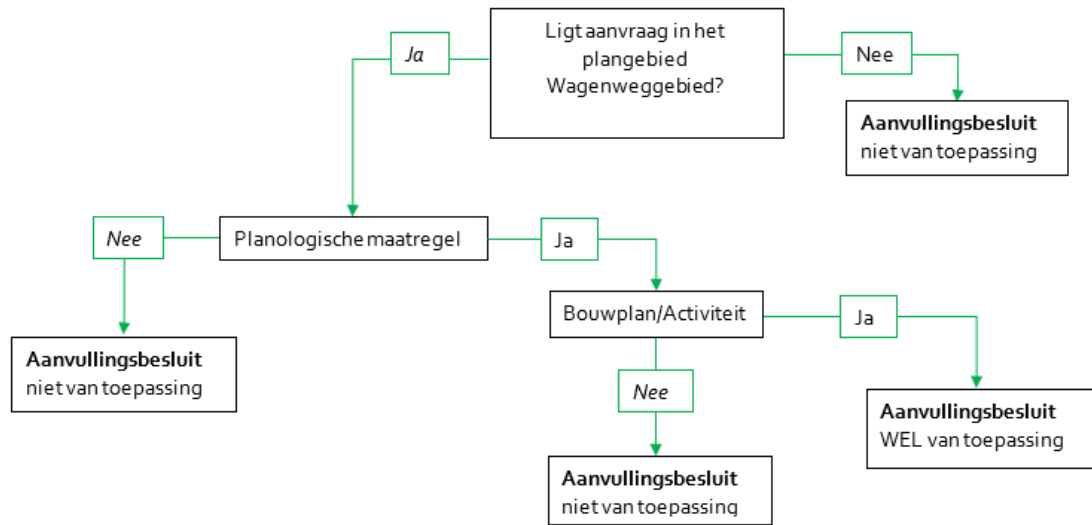 Ligt aanvraag in het
plangebied
Wagenweggebied?
Ja
Nee
Aanvullingsbesluit
niet van toepassing
Nee
Planologische maatregel
Ja
Aanvullingsbesluit
niet van toepassing
Bouwplan/Activiteit
Ja
Nee
Aanvullingsbesluit
WEL van toepassing
Aanvullingsbesluit
niet van toepassing